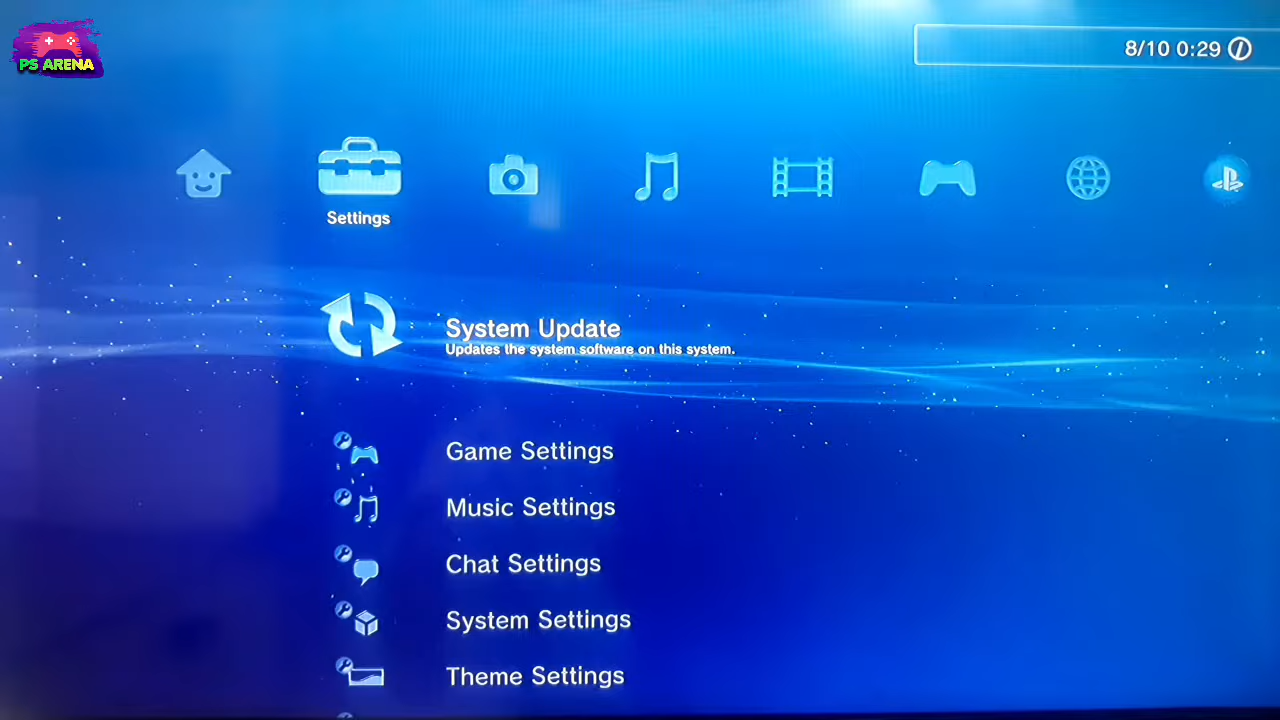 PS ARENA
8/10 0:29
Settings
System Update
Updates the system software on this system.
Game Settings
Music Settings
Chat Settings
System Settings
Theme Settings